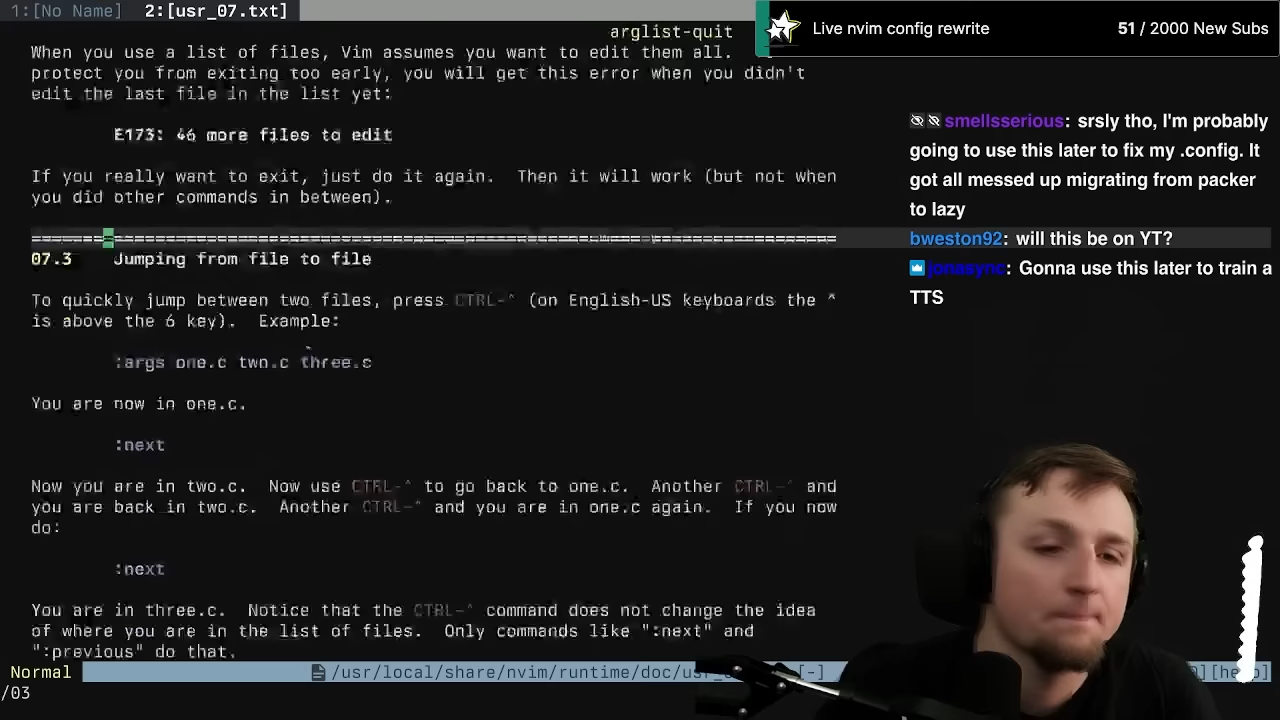 1:[No Name]  2:[usr_07.txt]
Live nvim config rewrite
51 / 2000 New Subs
arglist-quit
When you use a list of files, Vim assumes you want to edit them all.
protect you from exiting too early, you will get this error when you didn't
edit the last file in the list yet:
E173: 46 more files to edit
If you really want to exit, just do it again.  Then it will work (but not when
you did other commands in between).
07.3 Jumping from file to file
To quickly jump between two files, press CTRL-^ (on English-US keyboards the ^
is above the 6 key).  Example:
:args one.c two.c three.c
You are now in one.c.
:next
Now you are in two.c.  Now use CTRL-^ to go back to one.c.  Another CTRL-^ and
you are back in two.c.  Another CTRL-^ and you are in one.c again.  If you now
do:
:next
You are in three.c.  Notice that the CTRL-^ command does not change the idea
of where you are in the list of files.  Only commands like ":next" and
":previous" do that.
Normal /usr/local/share/nvim/runtime/doc/usr_ [-]
/03
smellsserious: srsly tho, I'm probably
going to use this later to fix my .config. It
got all messed up migrating from packer
to lazy
bweston92: will this be on YT?
jonasync: Gonna use this later to train a
TTS